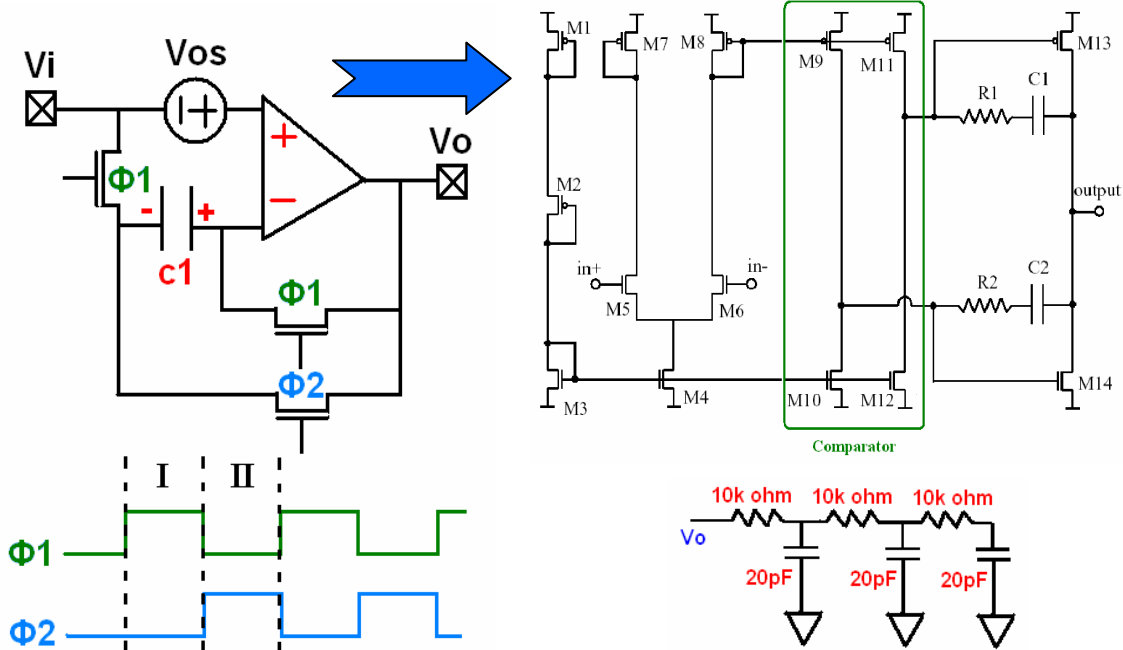 Vi
Vos
Vo
Φ1
c1
Φ1
Φ2
I
II
Φ1
Φ2
M1
M7
M8
M9
M11
M13
R1
C1
M2
in+
in-
M5
M6
output
R2
C2
M3
M4
M10
M12
M14
Comparator
10k ohm
10k ohm
10k ohm
Vo
20pF
20pF
20pF